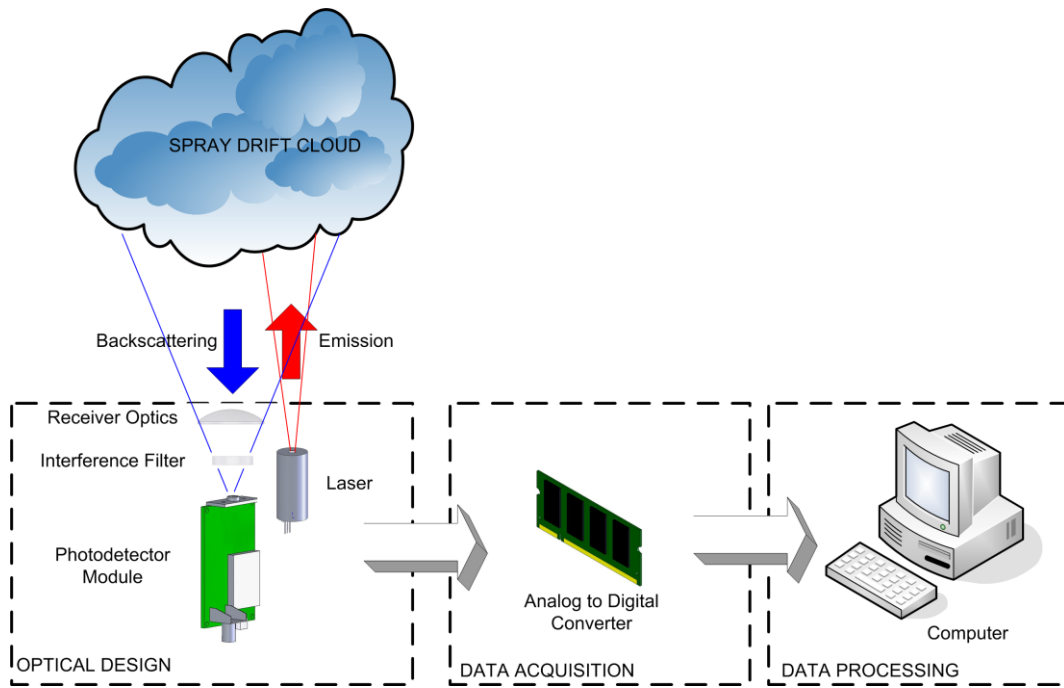 SPRAY DRIFT CLOUD
Backscattering
Emission
Receiver Optics
Interference Filter
Laser
Photodetector
Module
OPTICAL DESIGN
Analog to Digital
Converter
DATA ACQUISITION
Computer
DATA PROCESSING